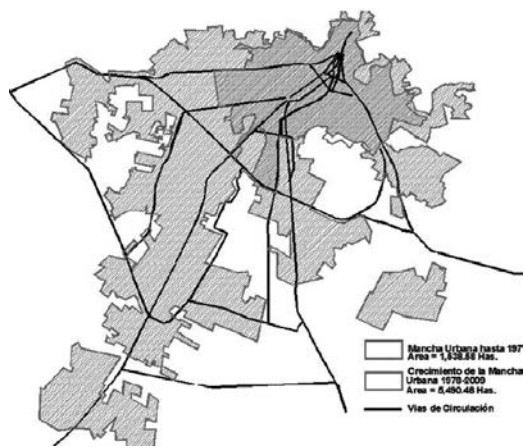 Mancha Urbana hasta 197
Area = 1,838.58 Has.
Crecimiento de la Mancha
Urbana 1978-2009
Area = 5,490.48 Has.
Vías de Circulación